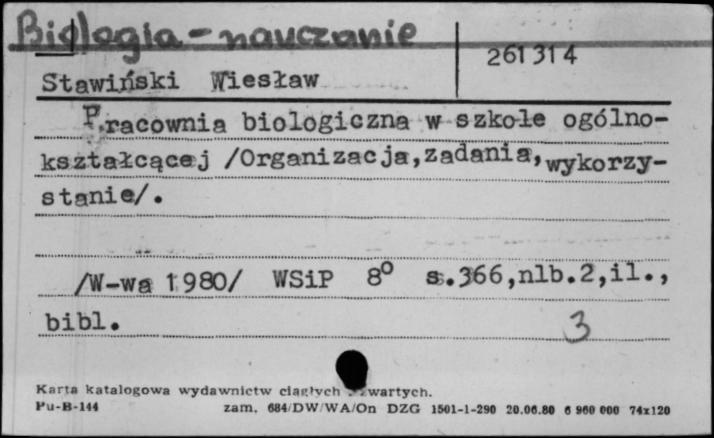 Biologia - nauczanie
261314
Stawiński Wiesław
Pracownia biologiczna w szkole ogólno-
kształcącej /Organizacja,zadania,wykorzy-
stanie/.
/W-wa 1980/ WSiP 8° s.366,nlb.2,il.,
bibl.
3
Karta katalogowa wydawnictw ciągłych zwartych.
Pu-B-144 zam. 684/DW/WA/On DZG 1501-1-290 20.06.80 6 960 000 74x120